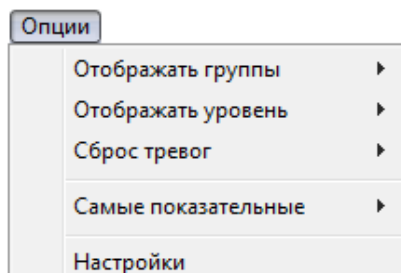 Опции
Отображать группы
Отображать уровень
Сброс тревог
Самые показательные
Настройки